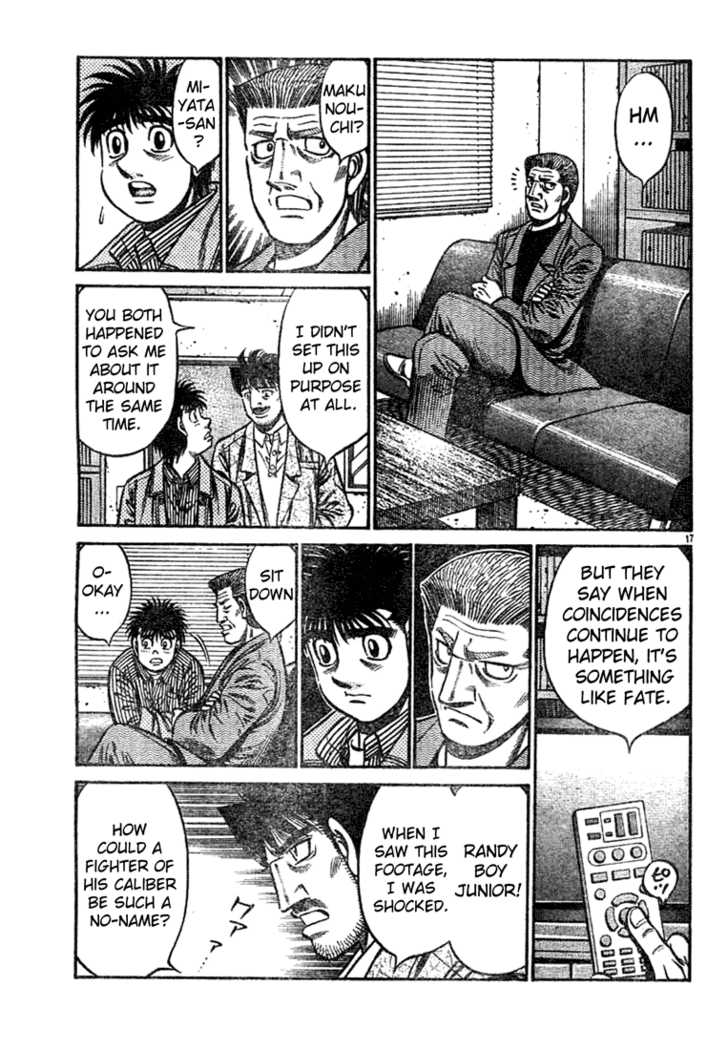 HM
...
MAKU
NOU-
CHI?
MI-
YATA
-SAN
?
I DIDN'T
SET THIS
UP ON
PURPOSE
AT ALL.
YOU BOTH
HAPPENED
TO ASK ME
ABOUT IT
AROUND
THE SAME
TIME.
17
BUT THEY
SAY WHEN
COINCIDENCES
CONTINUE TO
HAPPEN, IT'S
SOMETHING
LIKE FATE.
SIT
DOWN
O-
OKAY
...
RANDY
BOY
JUNIOR!
WHEN I
SAW THIS
FOOTAGE,
I WAS
SHOCKED.
HOW
COULD A
FIGHTER OF
HIS CALIBER
BE SUCH A
NO-NAME?